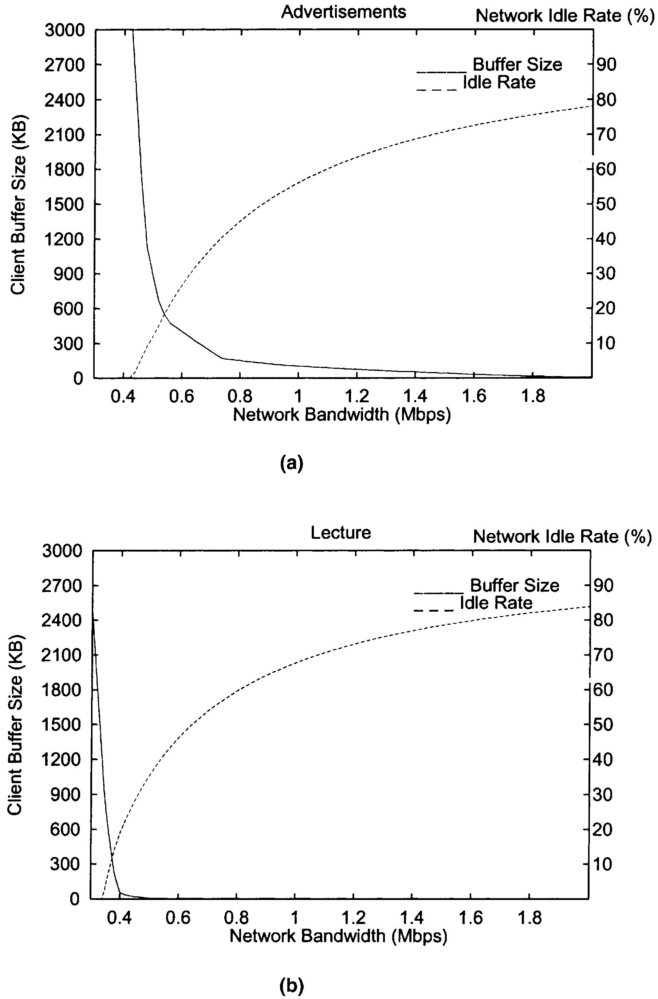 Advertisements
Network Idle Rate (%)
3000
2700
2400
2100
1800
1500
1200
900
600
300
0
Client Buffer Size (KB)
Buffer Size
Idle Rate
90
80
70
60
50
40
30
20
10
0.4 0.6 0.8 1 1.2 1.4 1.6 1.8
Network Bandwidth (Mbps)
(a)
Lecture
Network Idle Rate (%)
3000
2700
2400
2100
1800
1500
1200
900
600
300
0
Client Buffer Size (KB)
Buffer Size
Idle Rate
90
80
70
60
50
40
30
20
10
0.4 0.6 0.8 1 1.2 1.4 1.6 1.8
Network Bandwidth (Mbps)
(b)